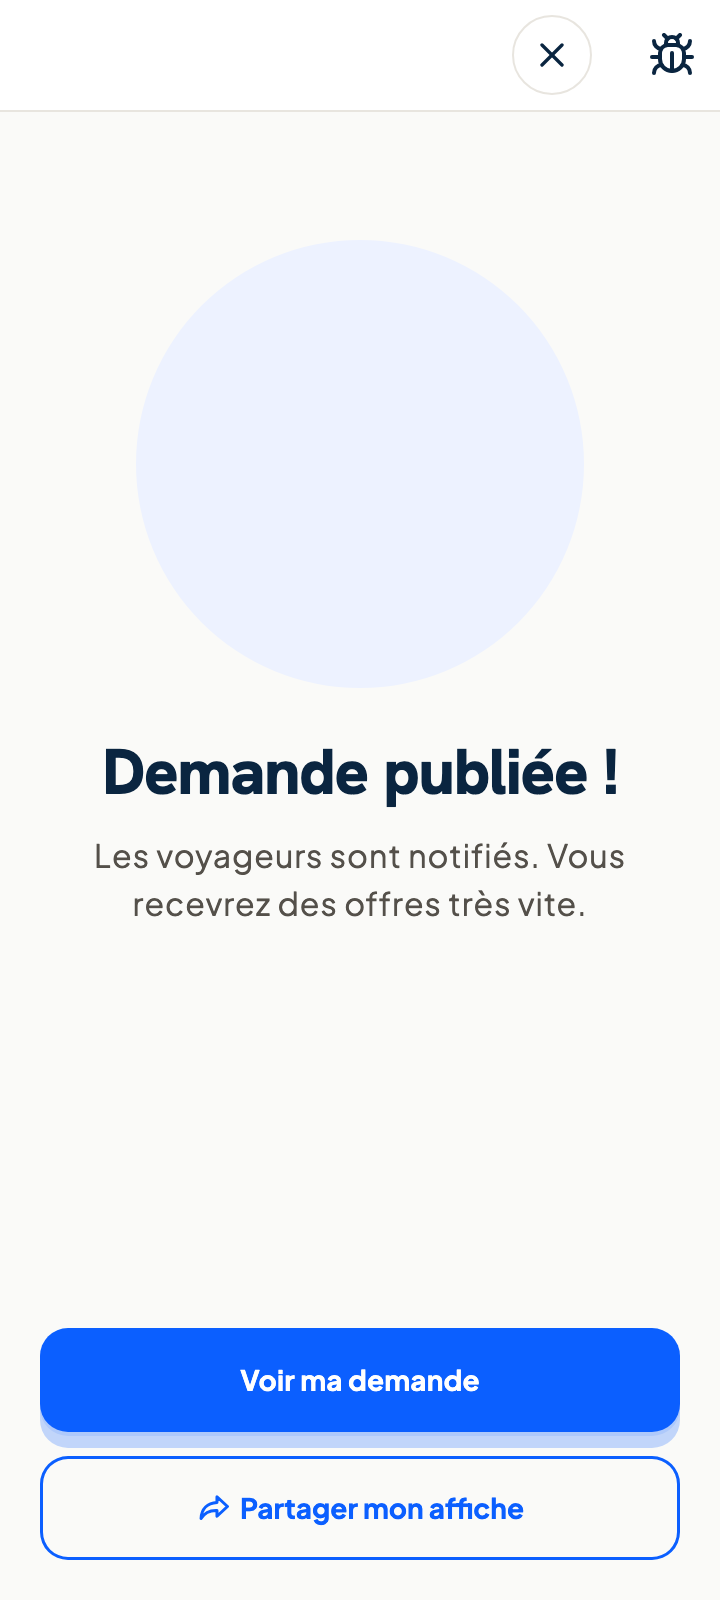 Demande publiée !
Les voyageurs sont notifiés. Vous
recevrez des offres très vite.
Voir ma demande
Partager mon affiche